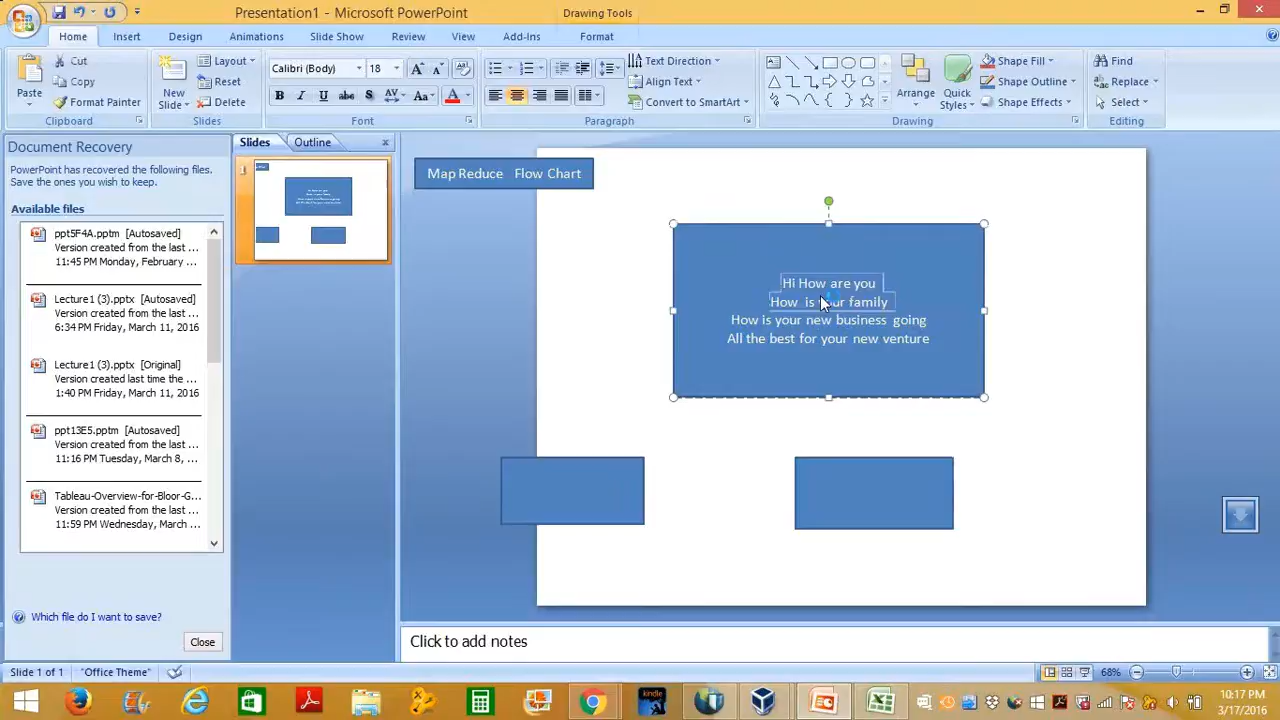 Presentation1 - Microsoft PowerPoint
Drawing Tools
Home
Insert
Design
Animations
Slide Show
Review
View
Add-Ins
Format
Paste
Cut
Copy
Format Painter
Clipboard
New
Slide
Layout
Reset
Delete
Slides
Calibri (Body)
18
Font
Text Direction
Align Text
Convert to SmartArt
Paragraph
Arrange
Quick
Styles
Shape Fill
Shape Outline
Shape Effects
Drawing
Find
Replace
Select
Editing
Document Recovery
PowerPoint has recovered the following files.
Save the ones you wish to keep.
Available files
ppt5F4A.pptm [Autosaved]
Version created from the last ...
11:45 PM Monday, February ...
Lecture1 (3).pptx [Autosaved]
Version created from the last ...
6:34 PM Friday, March 11, 2016
Lecture1 (3).pptx [Original]
Version created last time the ...
1:40 PM Friday, March 11, 2016
ppt13E5.pptm [Autosaved]
Version created from the last ...
11:16 PM Tuesday, March 8, ...
Tableau-Overview-for-Bloor-G...
Version created from the last ...
11:59 PM Wednesday, March ...
Which file do I want to save?
Close
Slides
Outline
1
Map Reduce Flow Chart
Hi How are you
How is your family
How is your new business going
All the best for your new venture
Click to add notes
Slide 1 of 1
"Office Theme"
68%
kindle
10:17 PM
3/17/2016